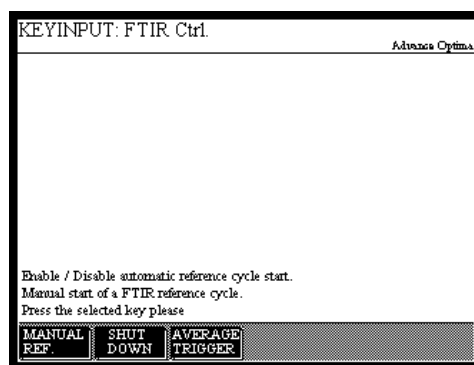 KEYINPUT: FTIR Ctrl.
Advance Optima
Enable / Disable automatic reference cycle start.
Manual start of a FTIR reference cycle.
Press the selected key please
MANUAL REF.
SHUT DOWN
AVERAGE TRIGGER